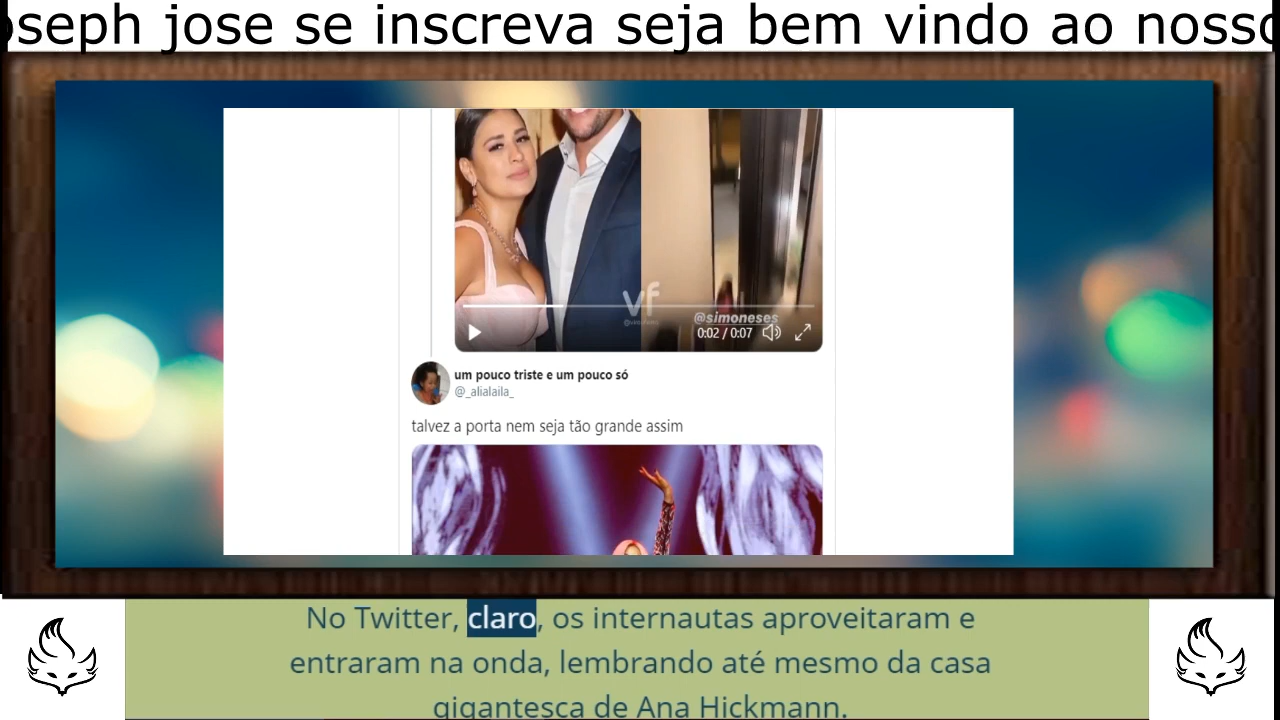 oseph jose se inscreva seja bem vindo ao nosso
vf
@simoneses
0:02 / 0:07
um pouco triste e um pouco só
@_alialaila_
talvez a porta nem seja tão grande assim
No Twitter, claro, os internautas aproveitaram e
entraram na onda, lembrando até mesmo da casa
gigantesca de Ana Hickmann.